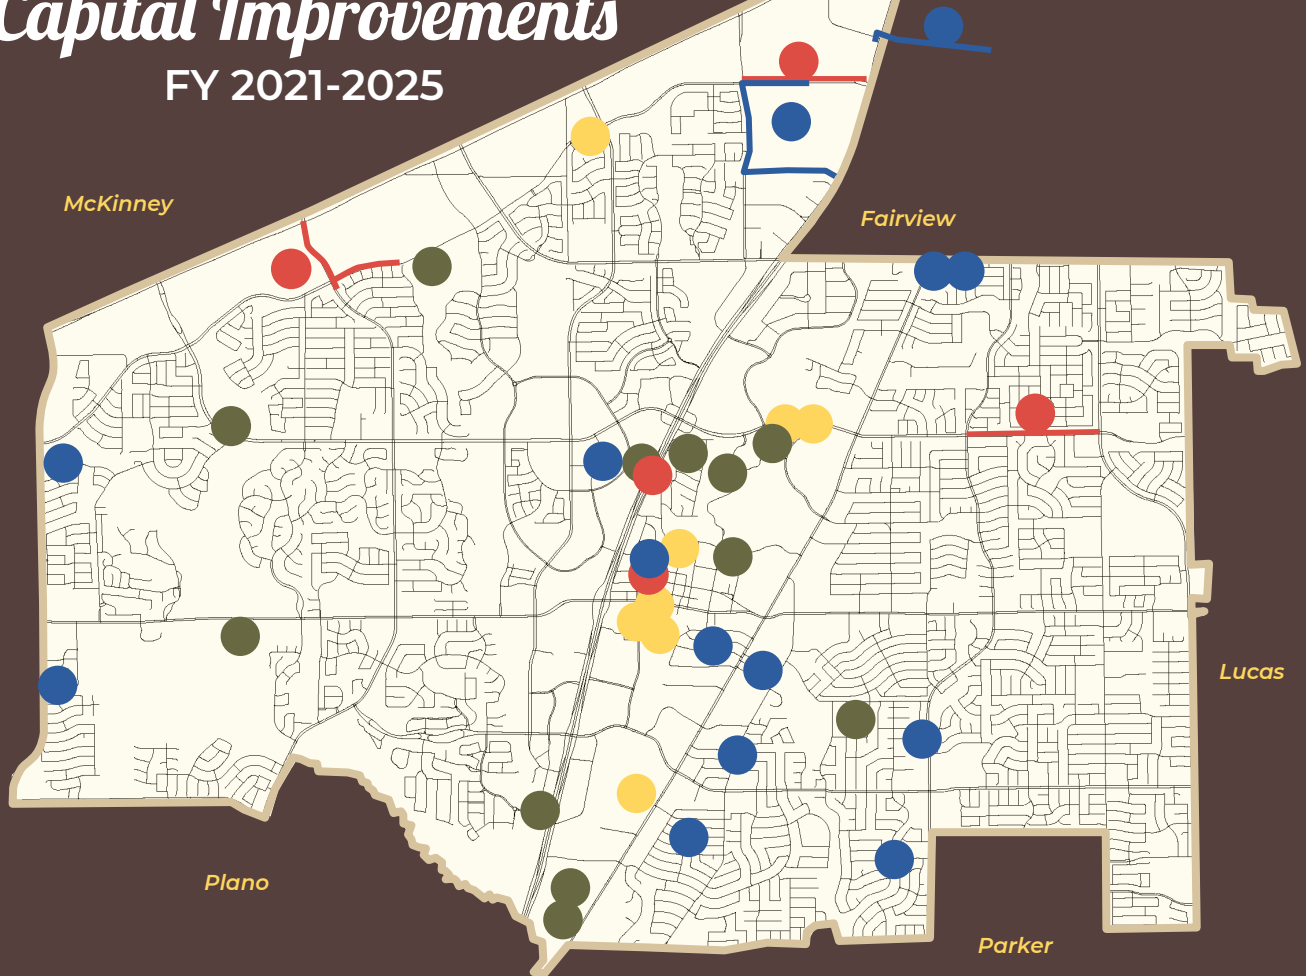 Capital Improvements
FY 2021-2025
McKinney
Fairview
Lucas
Plano
Parker